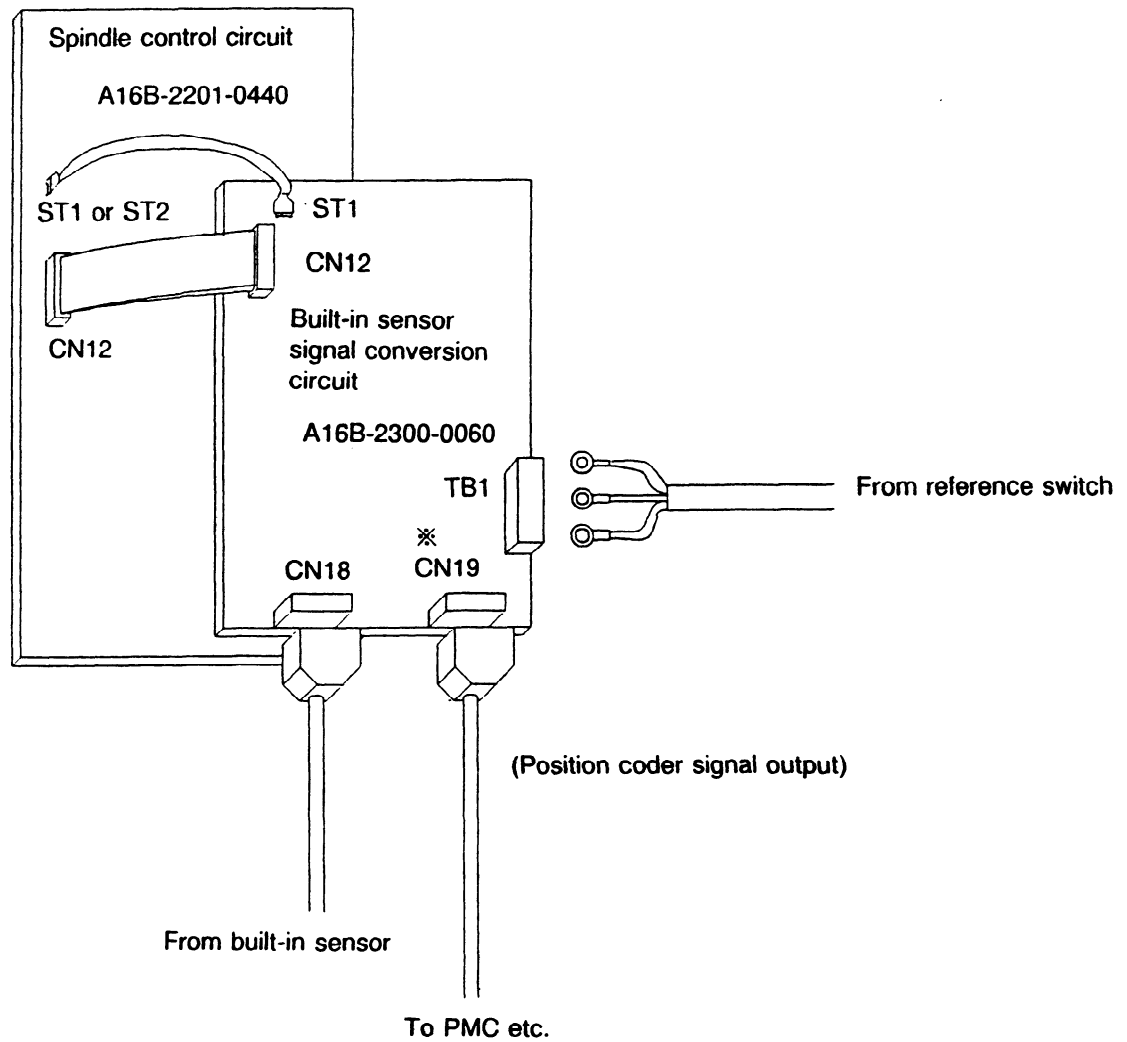 Spindle control circuit
A16B-2201-0440
ST1 or ST2
ST1
CN12
CN12
Built-in sensor
signal conversion
circuit
A16B-2300-0060
TB1
From reference switch
※
CN18
CN19
(Position coder signal output)
From built-in sensor
To PMC etc.